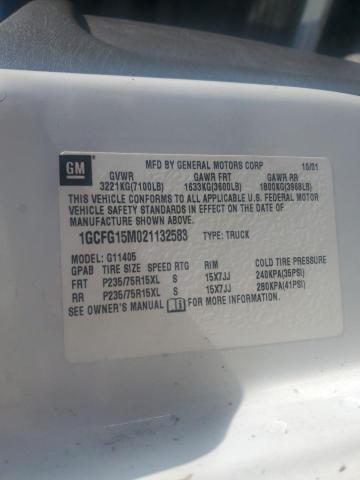 GM
MFD BY GENERAL MOTORS CORP 10/01
GVWR GAWR FRT GAWR RR
3221KG(7100LB) 1633KG(3600LB) 1800KG(3968LB)
THIS VEHICLE CONFORMS TO ALL APPLICABLE U.S. FEDERAL
MOTOR VEHICLE SAFETY STANDARDS IN EFFECT ON THE DATE OF
MANUFACTURE SHOWN ABOVE.
1GCFG15M021132583 TYPE: TRUCK
MODEL: G11405
GPAB TIRE SIZE SPEED RTG RIM COLD TIRE PRESSURE
FRT P235/75R15XL S 15X7JJ 240KPA(35PSI)
RR P235/75R15XL S 15X7JJ 280KPA(41PSI)
SEE OWNER'S MANUAL FOR ADDITIONAL INFORMATION.